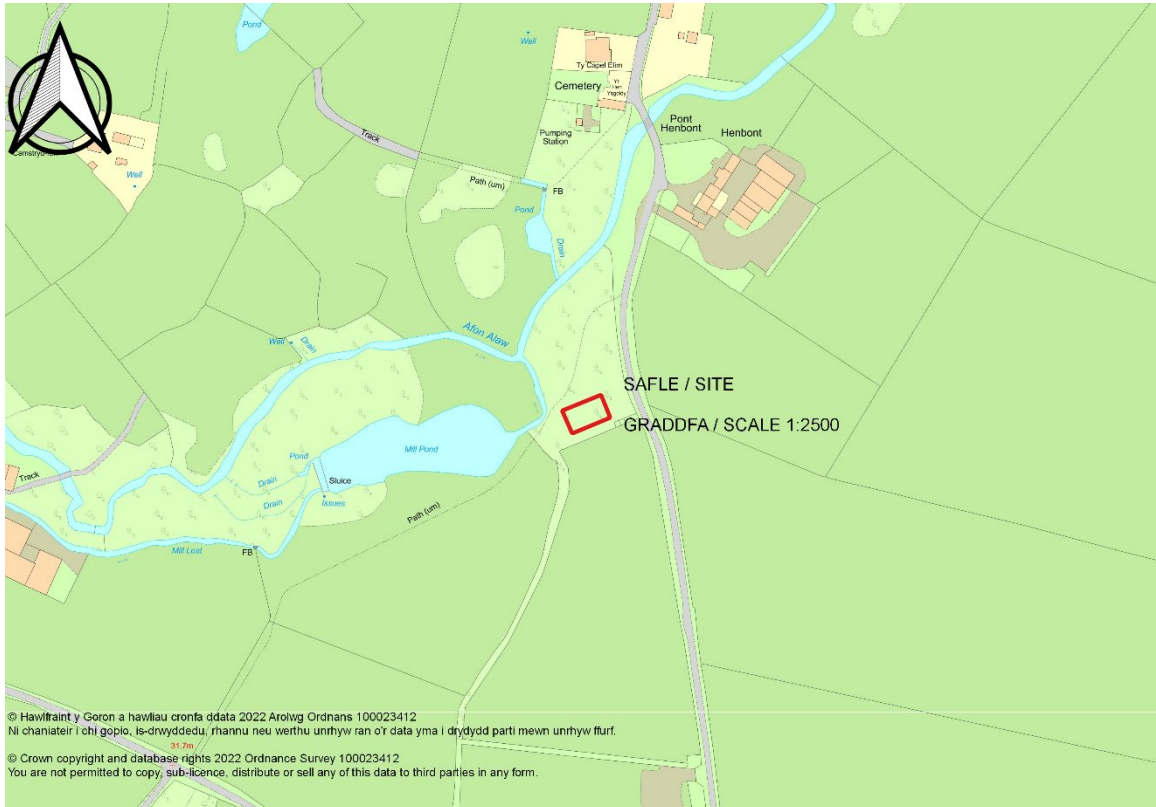 Pond
Well
Ty Capel Elim
Cemetery
Yr
Hen
Ysgoldy
Pont
Henbont
Henbont
Track
Pumping
Station
Well
Path (um)
FB
Pond
Drain
Afon Alaw
Well
Drain
SAFLE / SITE
GRADDFA / SCALE 1:2500
Mill Pond
Pond
Sluice
Track
Drain
Drain
Issues
Path (um)
Mill Leat
FB
© Hawlfraint y Goron a hawliau cronfa ddata 2022 Arolwg Ordnans 100023412
Ni chaniateir i chi gopio, is-drwyddedu, rhannu neu werthu unrhyw ran o'r data yma i drydydd parti mewn unrhyw ffurf.
31.7m
© Crown copyright and database rights 2022 Ordnance Survey 100023412
You are not permitted to copy, sub-licence, distribute or sell any of this data to third parties in any form.